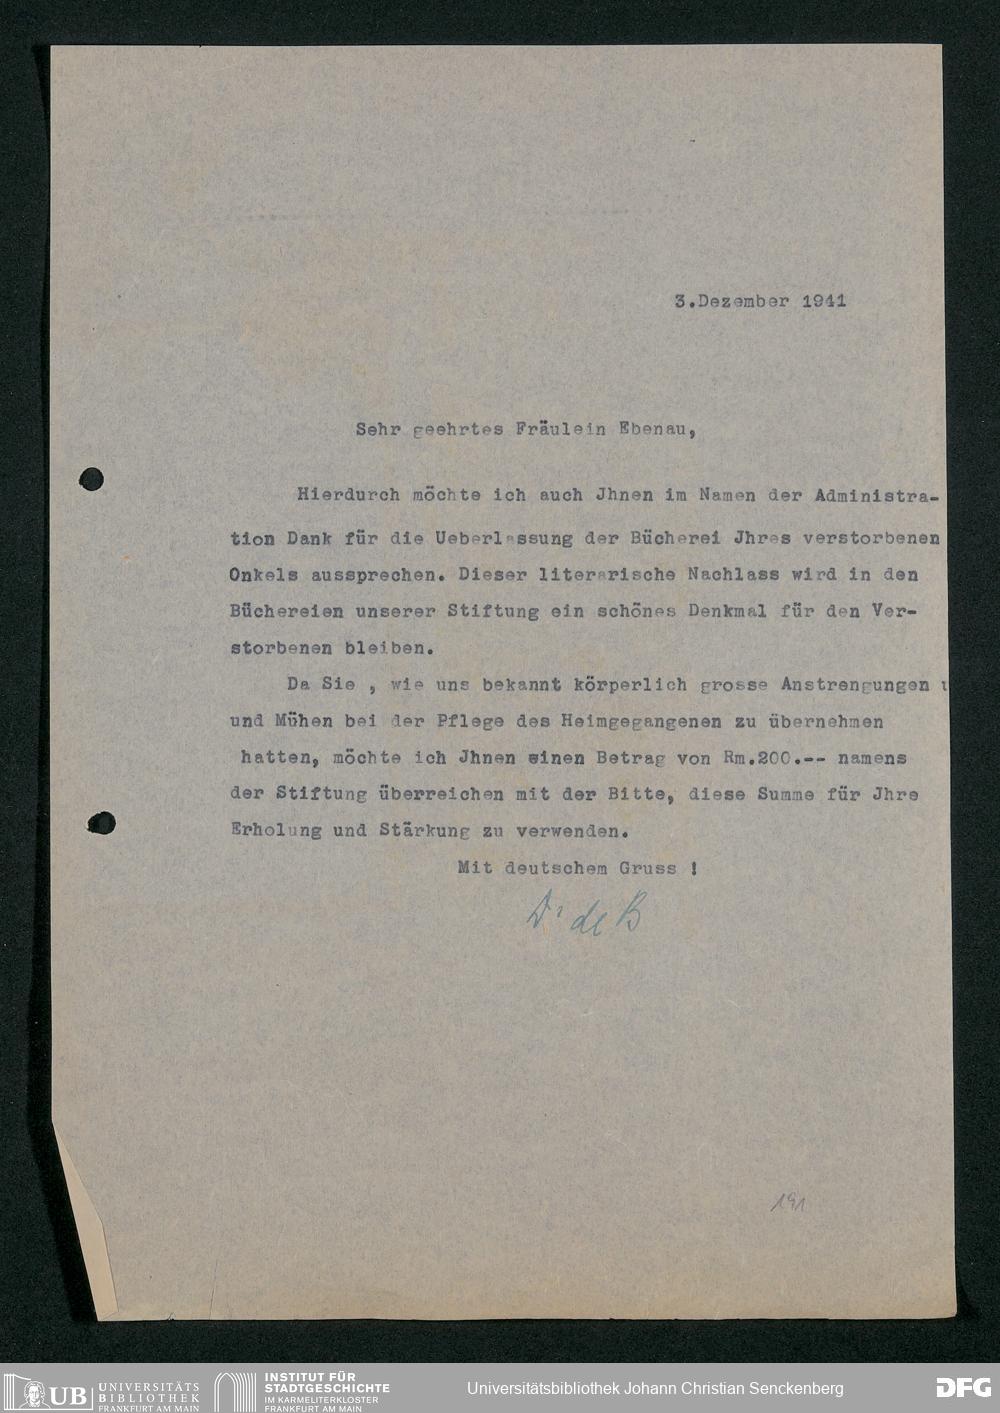 3.Dezember 1941
Sehr geehrtes Fräulein Ebenau,
Hierdurch möchte ich auch Jhnen im Namen der Administra-
tion Dank für die Ueberlassung der Bücherei Jhres verstorbenen
Onkels aussprechen. Dieser literarische Nachlass wird in den
Büchereien unserer Stiftung ein schönes Denkmal für den Ver-
storbenen bleiben.
Da Sie , wie uns bekannt körperlich grosse Anstrengungen u
und Mühen bei der Pflege des Heimgegangenen zu übernehmen
hatten, möchte ich Jhnen einen Betrag von Rm.200.-- namens
der Stiftung überreichen mit der Bitte, diese Summe für Jhre
Erholung und Stärkung zu verwenden.
Mit deutschem Gruss !
Dr de B
191
UB UNIVERSITÄTS
BIBLIOTHEK
FRANKFURT AM MAIN
INSTITUT FÜR
STADTGESCHICHTE
IM KARMELITERKLOSTER
FRANKFURT AM MAIN
Universitätsbibliothek Johann Christian Senckenberg
DFG